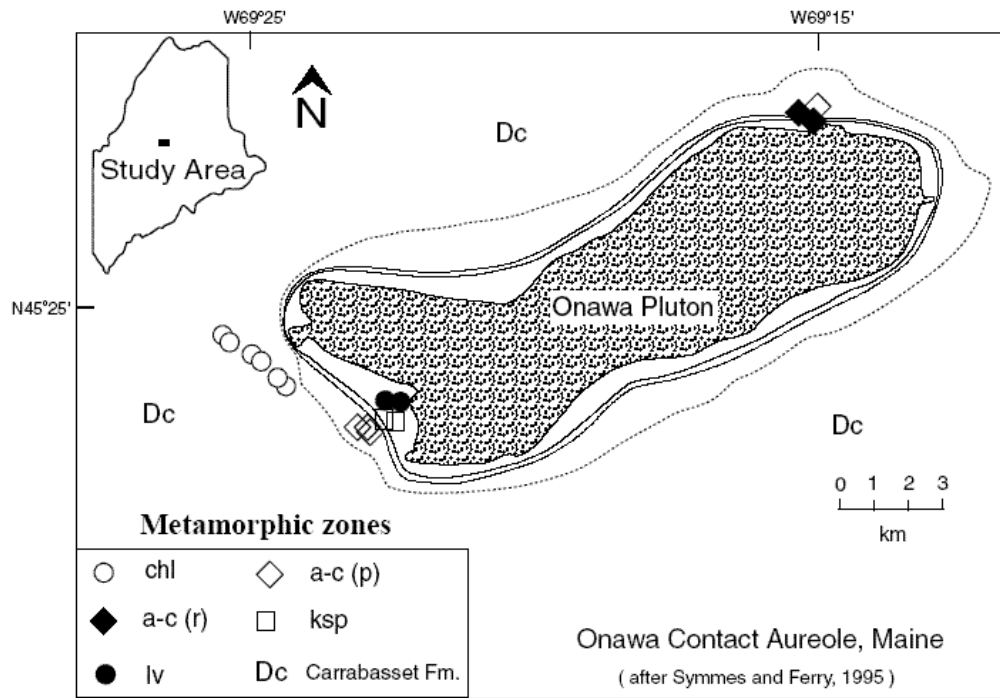 W69°25'
W69°15'
N
Dc
Study Area
N45°25'
Onawa Pluton
Dc
Dc
0 1 2 3
km
Metamorphic zones
chl
a-c (p)
a-c (r)
ksp
lv
Dc Carrabasset Fm.
Onawa Contact Aureole, Maine
( after Symmes and Ferry, 1995 )